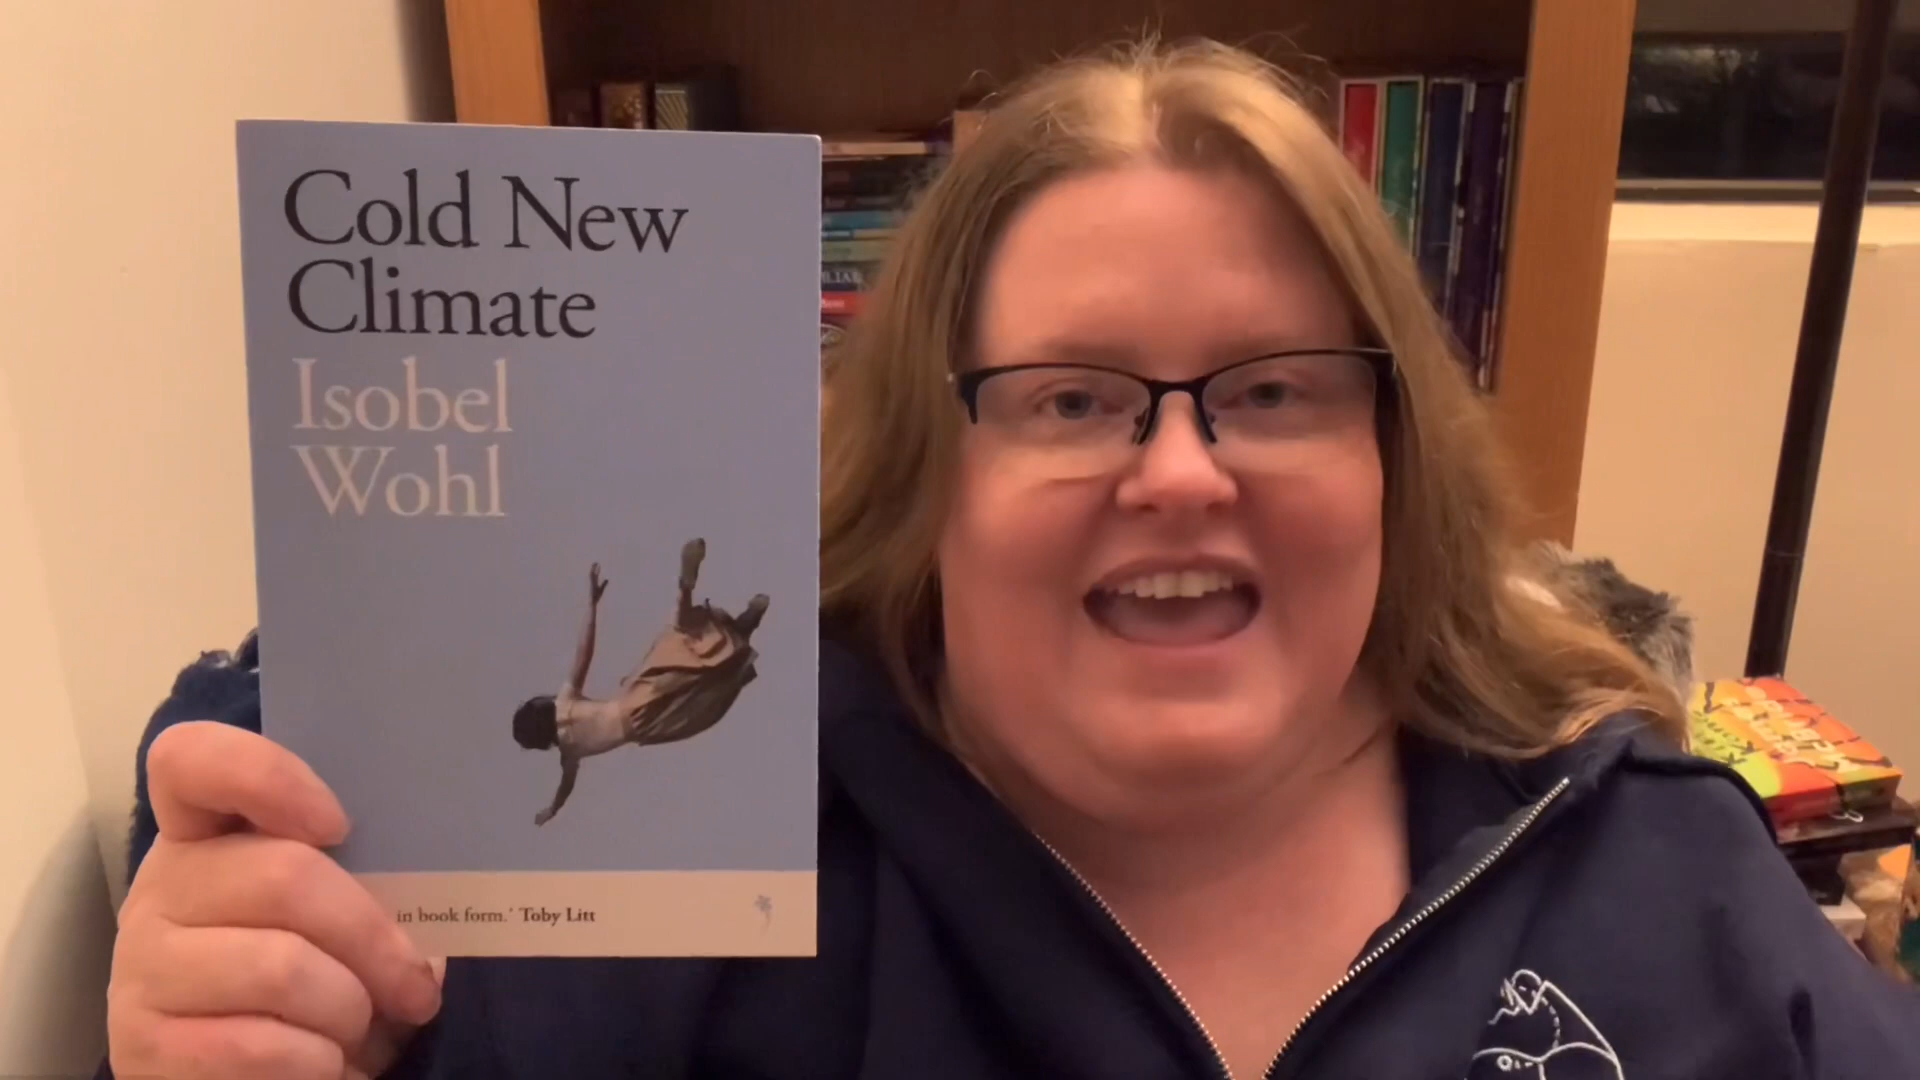 Cold New
Climate
Isobel
Wohl
in book form.' Toby Litt